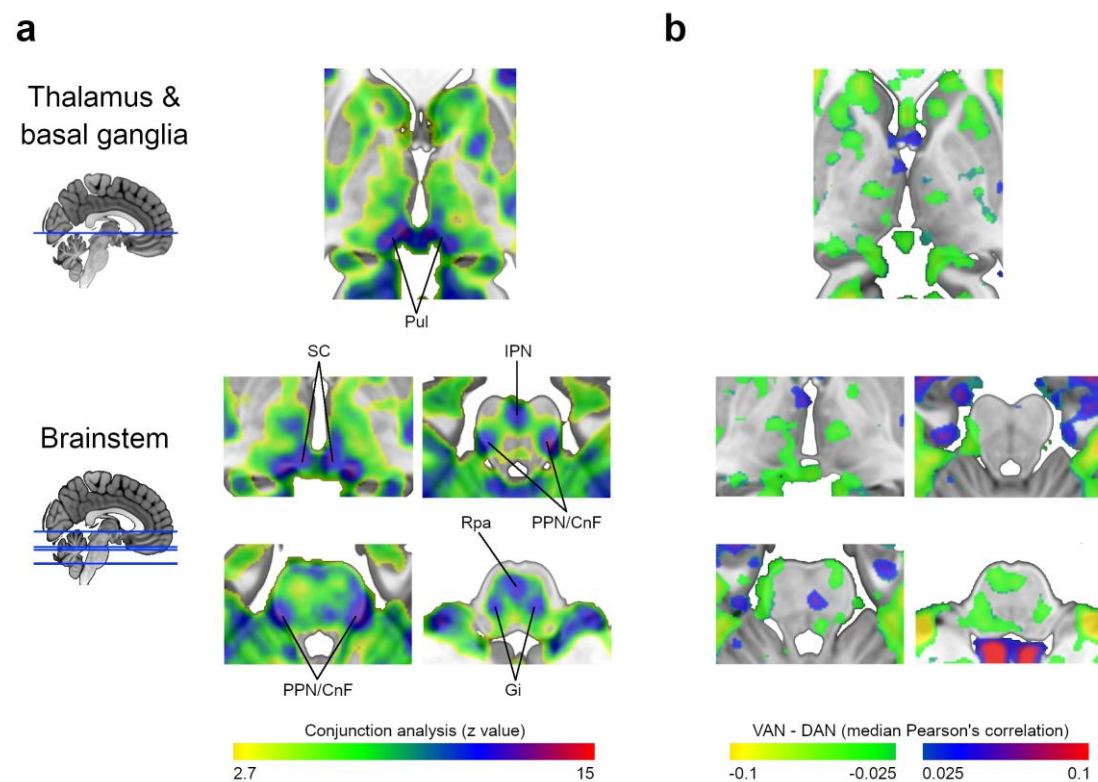 a
b
Thalamus &
basal ganglia
Pul
SC
IPN
Brainstem
Rpa
PPN/CnF
PPN/CnF
Gi
Conjunction analysis (z value)
2.7
15
VAN - DAN (median Pearson's correlation)
-0.1
-0.025
0.025
0.1